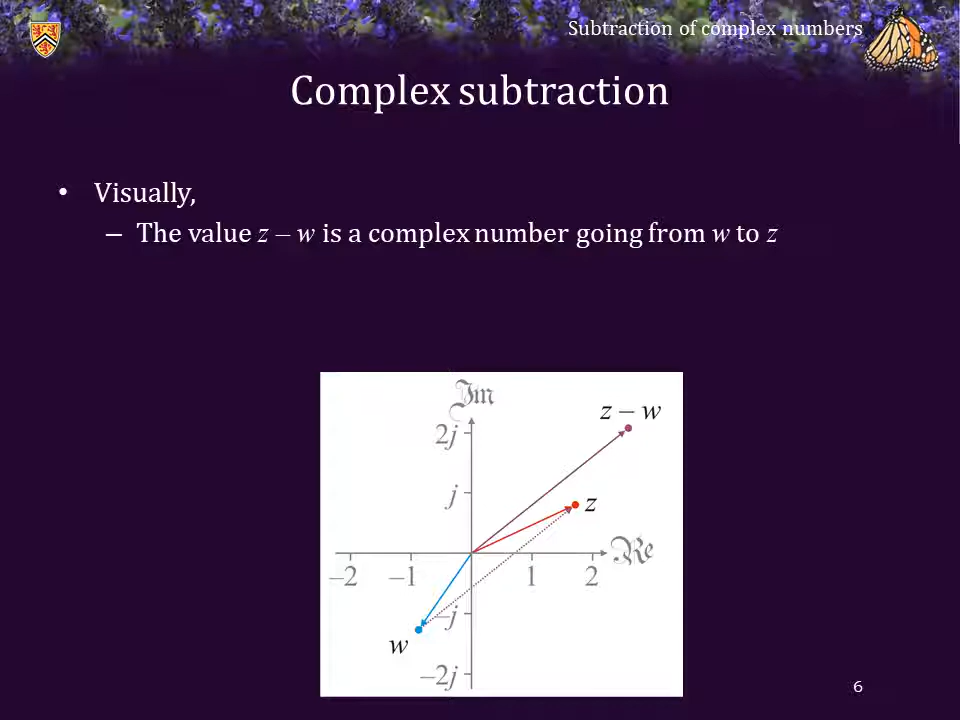 Subtraction of complex numbers
Complex subtraction
• Visually,
– The value z – w is a complex number going from w to z
Im
z – w
2j
j
z
Re
–2 –1 1 2
–j
w
–2j
6